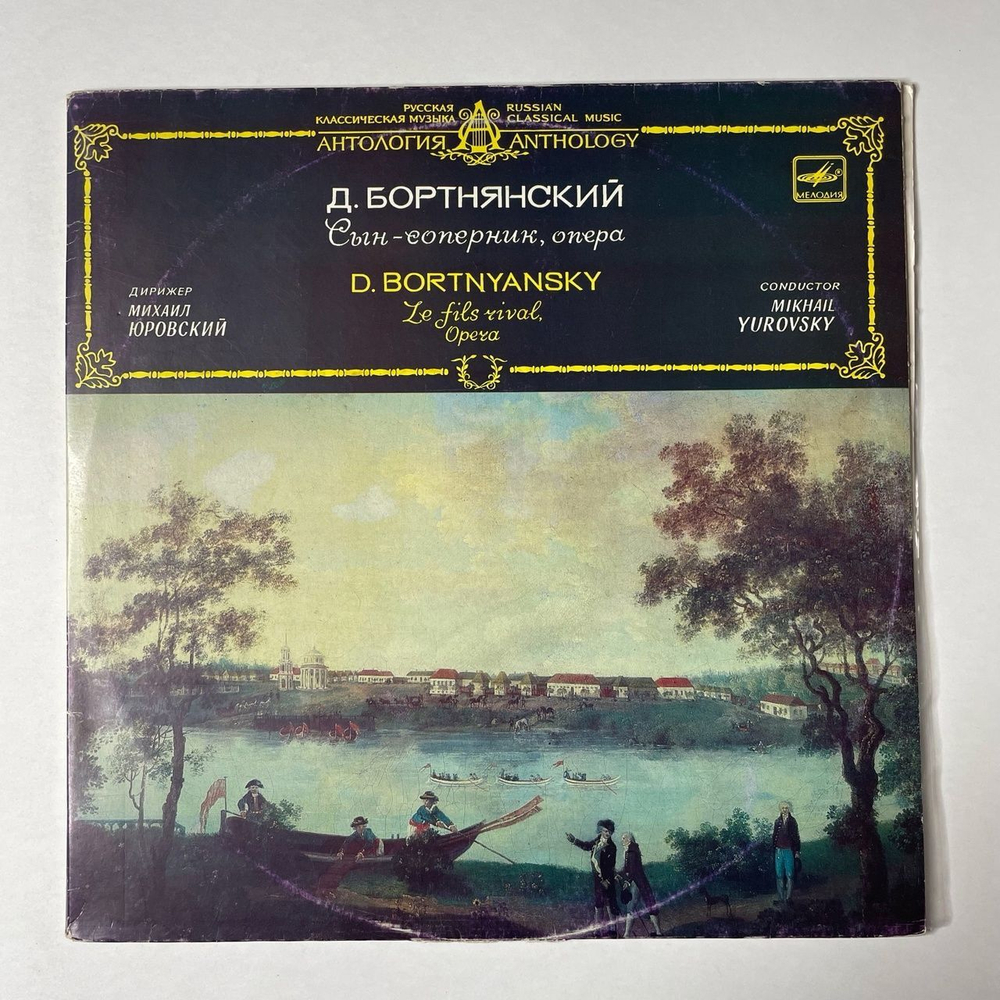 РУССКАЯ
КЛАССИЧЕСКАЯ МУЗЫКА
АНТОЛОГИЯ
RUSSIAN
CLASSICAL MUSIC
ANTHOLOGY
МЕЛОДИЯ
Д. БОРТНЯНСКИЙ
Сын-соперник, опера
D. BORTNYANSKY
Le fils rival,
Opera
ДИРИЖЕР
МИХАИЛ
ЮРОВСКИЙ
CONDUCTOR
MIKHAIL
YUROVSKY